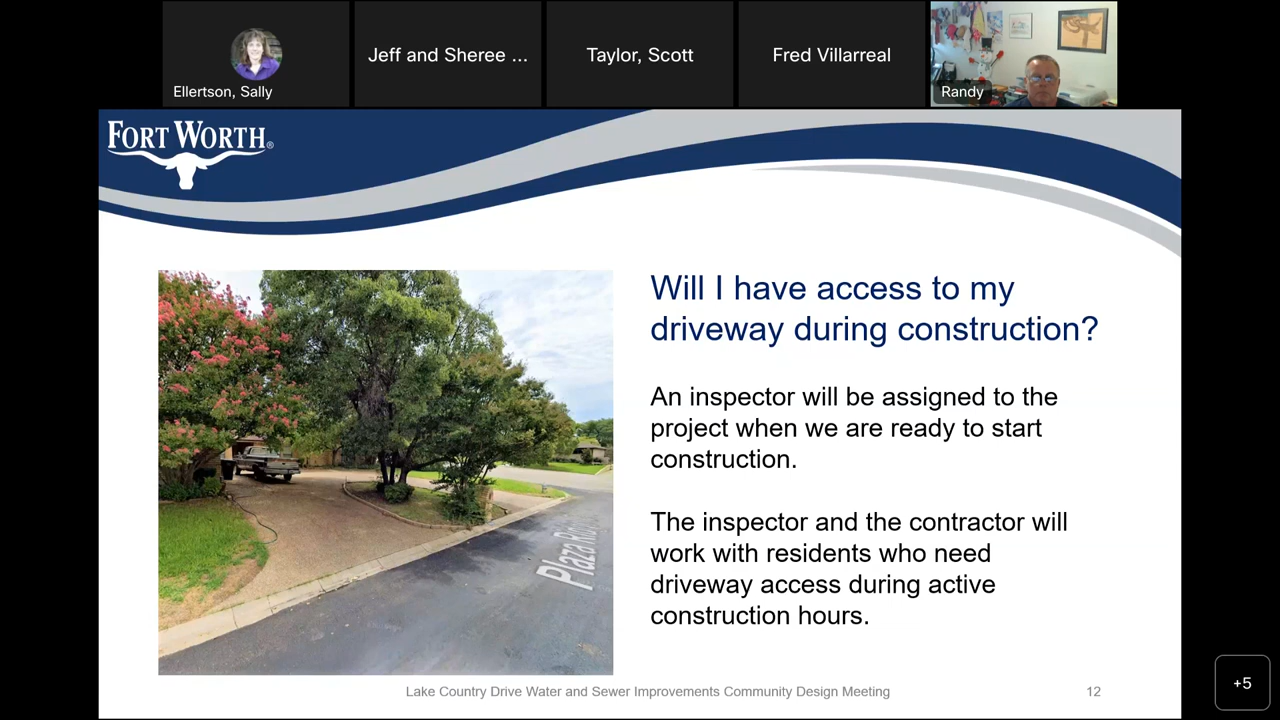 Jeff and Sheree ...
Taylor, Scott
Fred Villarreal
Ellertson, Sally
Randy
FORT WORTH®
Will I have access to my
driveway during construction?
An inspector will be assigned to the
project when we are ready to start
construction.
The inspector and the contractor will
work with residents who need
driveway access during active
construction hours.
Plaza
Lake Country Drive Water and Sewer Improvements Community Design Meeting
12
+5